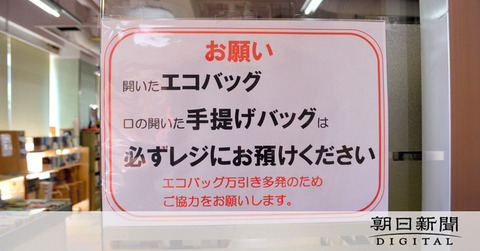 お願い
開いたエコバッグ
口の開いた手提げバッグは
必ずレジにお預けください
エコバッグ万引き多発のため
ご協力をお願いします。
朝日新聞
DIGITAL